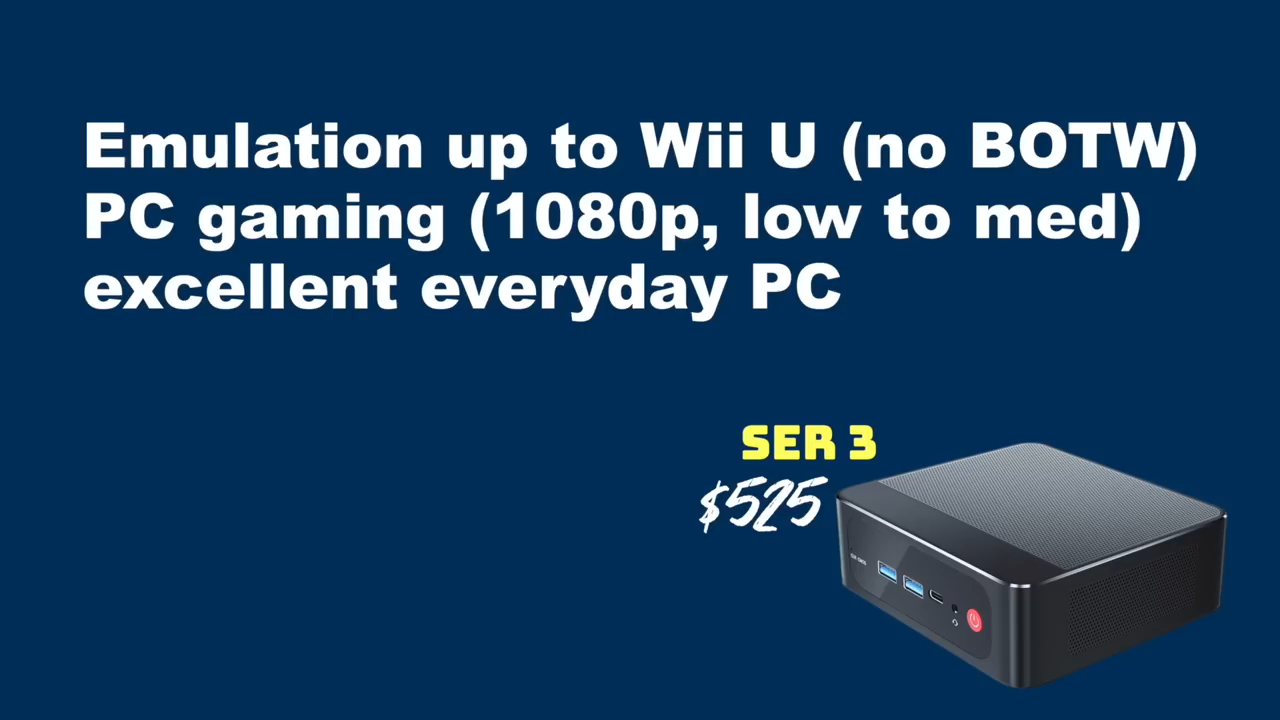 Emulation up to Wii U (no BOTW)
PC gaming (1080p, low to med)
excellent everyday PC
SER 3
$525